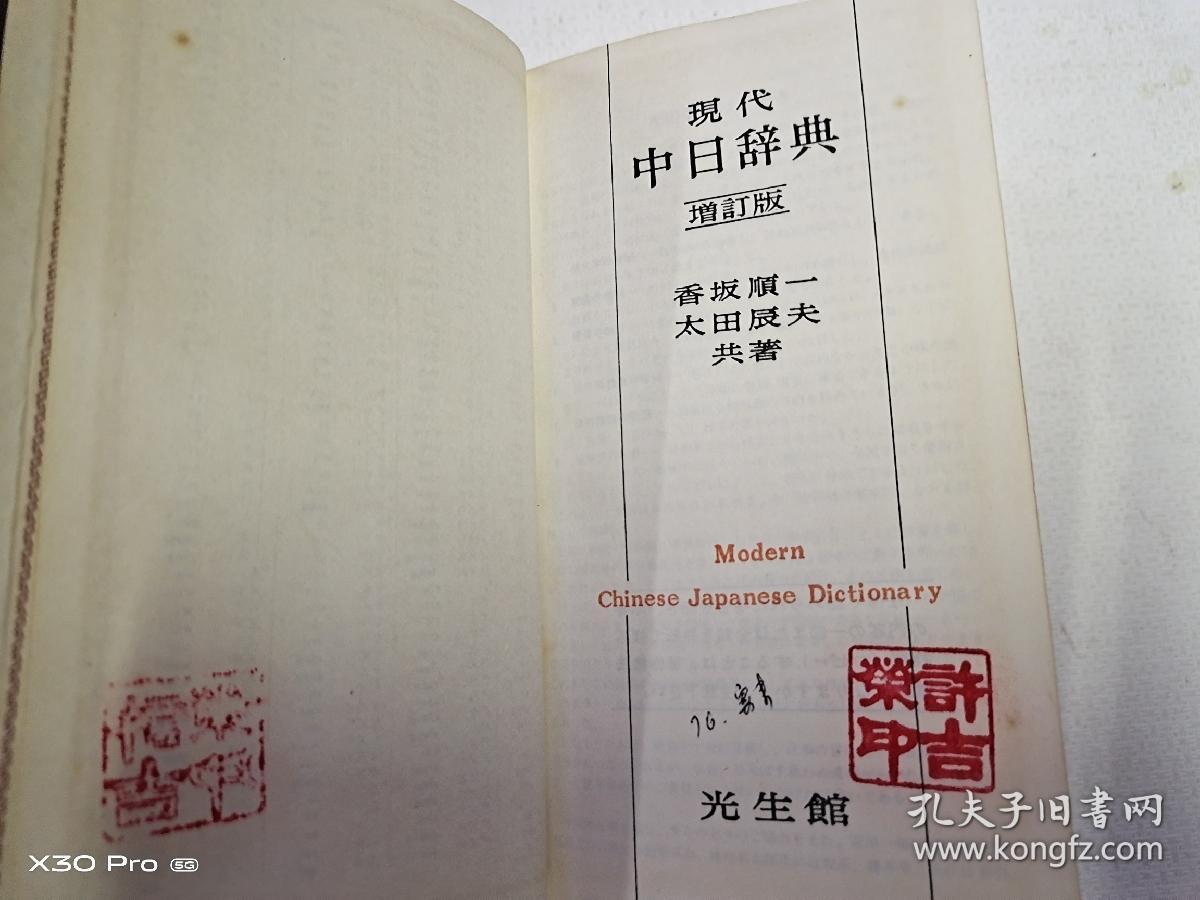 現代
中日辞典
増訂版
香坂順一
太田辰夫
共著
Modern
Chinese Japanese Dictionary
許吉
榮印
光生館
孔夫子旧书网
www.kongfz.com
X30 Pro 5G